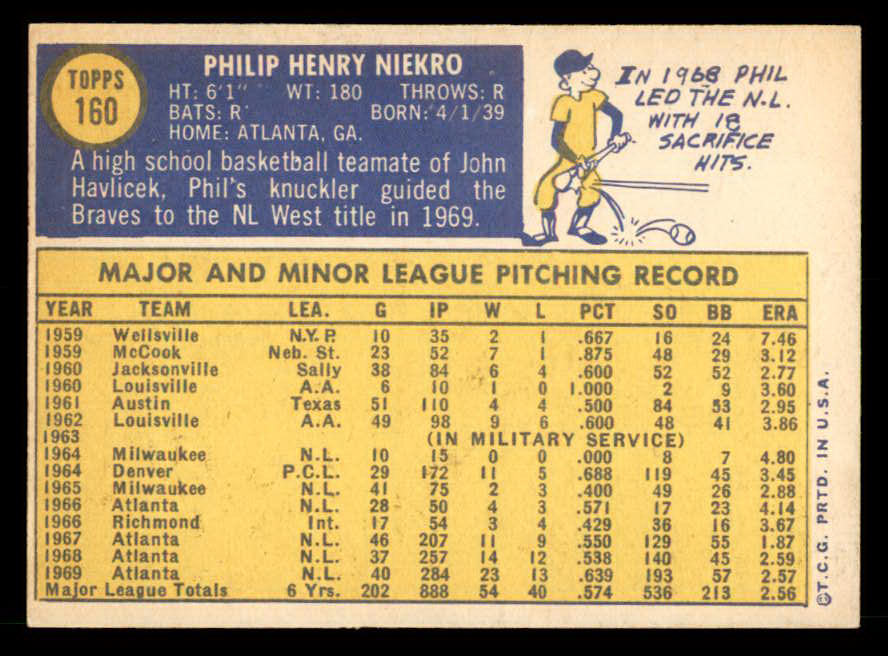 TOPPS
160
PHILIP HENRY NIEKRO
HT: 6'1" WT: 180 THROWS: R
BATS: R BORN: 4/1/39
HOME: ATLANTA, GA.
A high school basketball teamate of John
Havlicek, Phil's knuckler guided the
Braves to the NL West title in 1969.
IN 1968 PHIL
LED THE N.L.
WITH 18
SACRIFICE
HITS.
MAJOR AND MINOR LEAGUE PITCHING RECORD
YEAR TEAM LEA. G IP W L PCT SO BB ERA
1959 Wellsville N.Y.P. 10 35 2 1 .667 16 24 7.46
1959 McCook Neb. St. 23 52 7 1 .875 48 29 3.12
1960 Jacksonville Sally 38 84 6 4 .600 52 52 2.77
1960 Louisville A.A. 6 10 1 0 1.000 2 9 3.60
1961 Austin Texas 51 110 4 4 .500 84 53 2.95
1962 Louisville A.A. 49 98 9 6 .600 48 41 3.86
1963 (IN MILITARY SERVICE)
1964 Milwaukee N.L. 10 15 0 0 .000 8 7 4.80
1964 Denver P.C.L. 29 172 11 5 .688 119 45 3.45
1965 Milwaukee N.L. 41 75 2 3 .400 49 26 2.88
1966 Atlanta N.L. 28 50 4 3 .571 17 23 4.14
1966 Richmond Int. 17 54 3 4 .429 36 16 3.67
1967 Atlanta N.L. 46 207 11 9 .550 129 55 1.87
1968 Atlanta N.L. 37 257 14 12 .538 140 45 2.59
1969 Atlanta N.L. 40 284 23 13 .639 193 57 2.57
Major League Totals 6 Yrs. 202 888 54 40 .574 536 213 2.56
©T.C.G. PRTD. IN U.S.A.